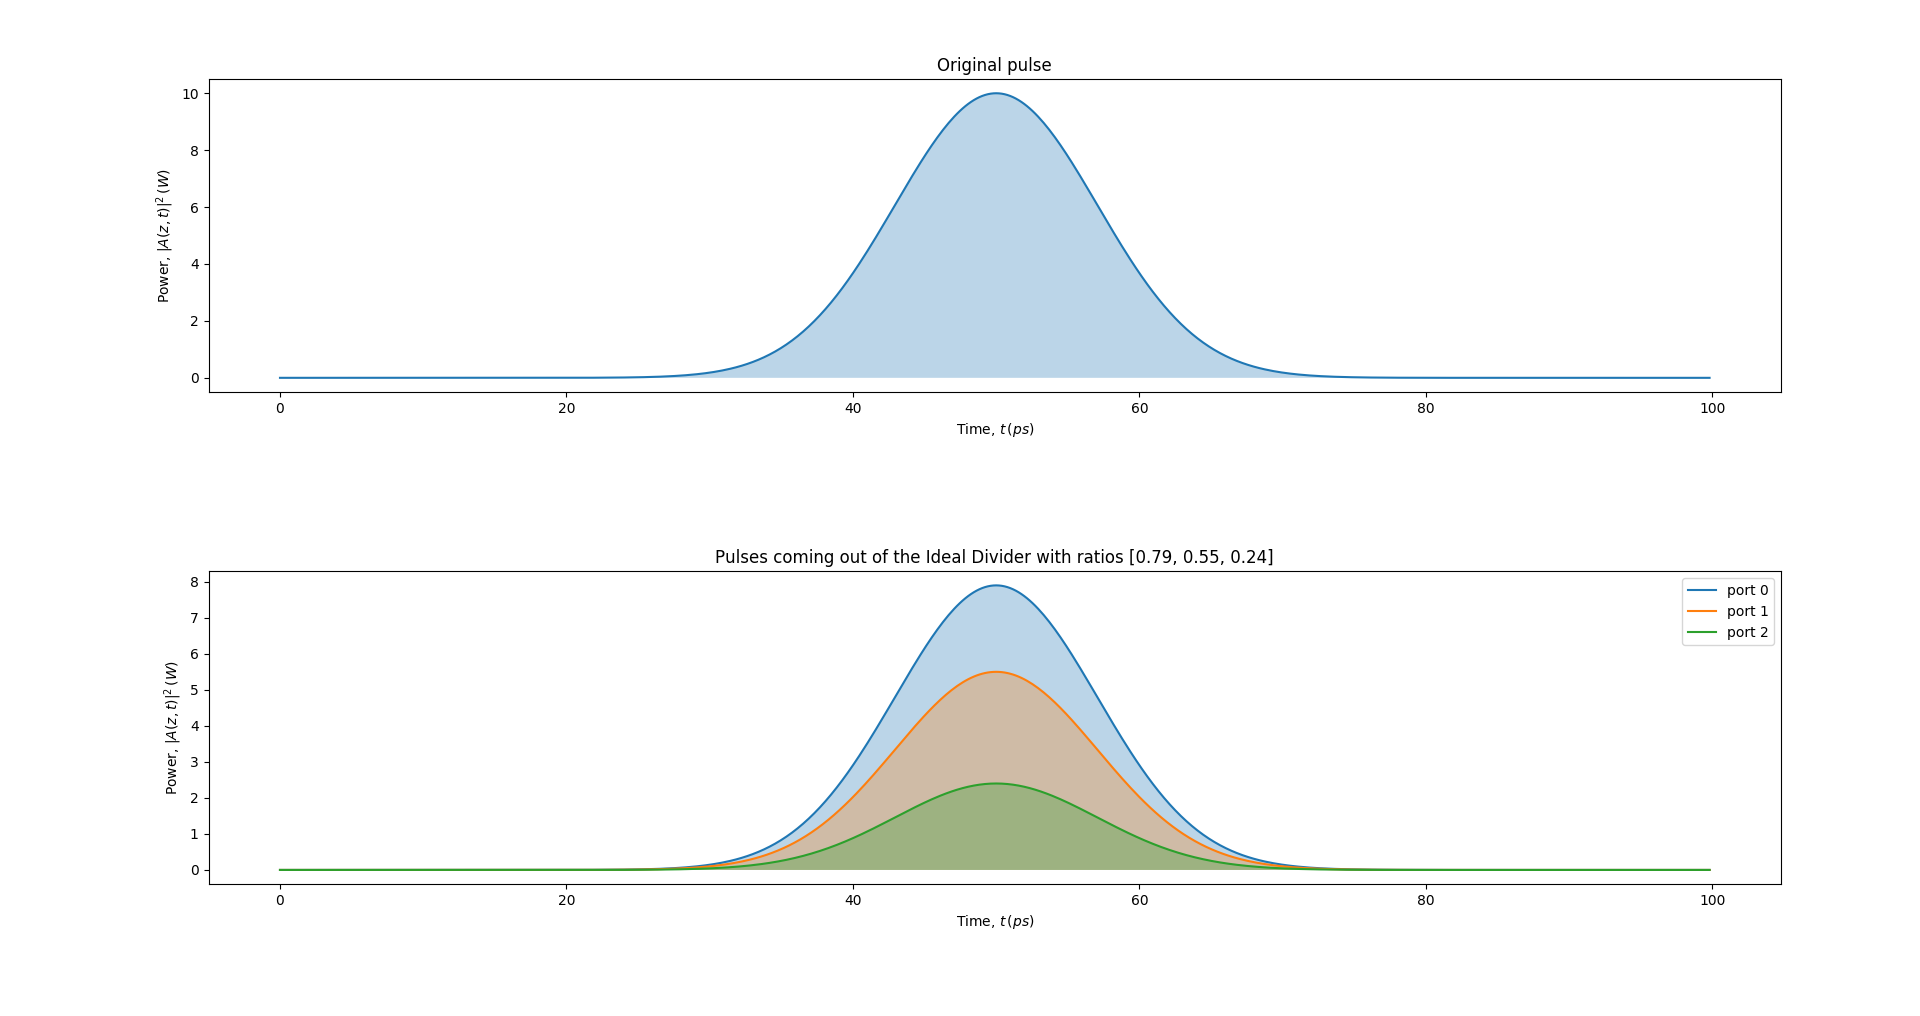 Original pulse
10
8
6
4
2
0
Power, |A(z, t)|² (W)
0 20 40 60 80 100
Time, t (ps)
Pulses coming out of the Ideal Divider with ratios [0.79, 0.55, 0.24]
8
7
6
5
4
3
2
1
0
Power, |A(z, t)|² (W)
port 0
port 1
port 2
0 20 40 60 80 100
Time, t (ps)